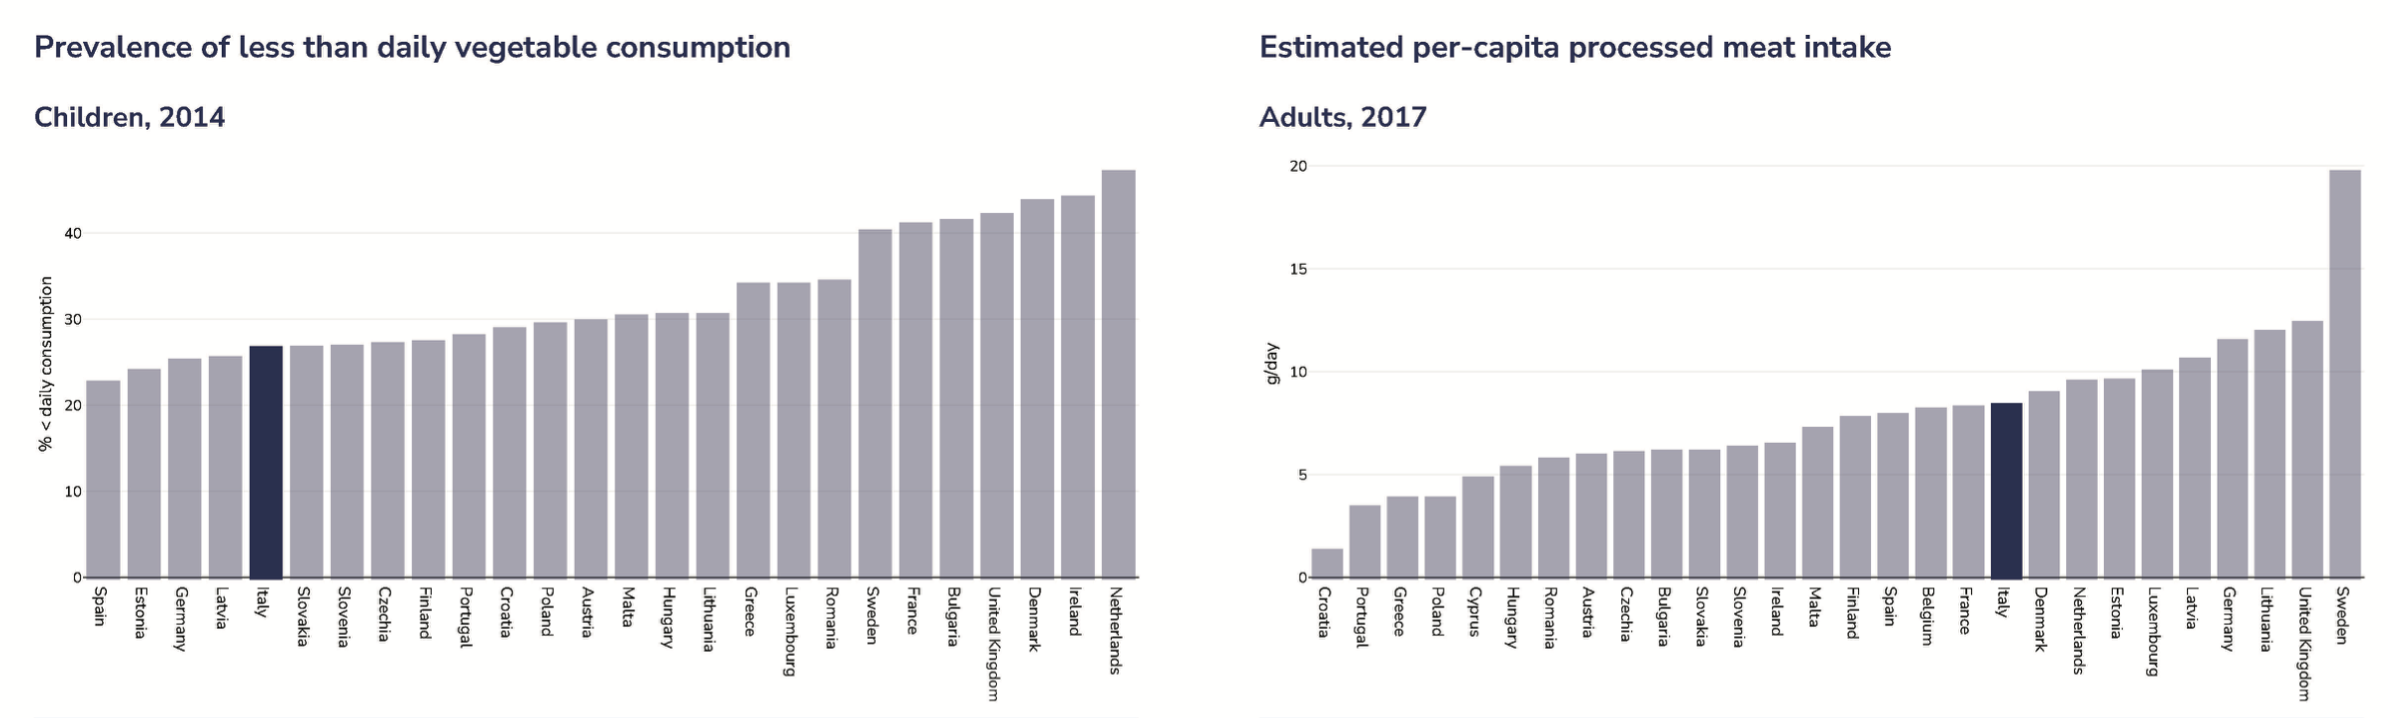 Prevalence of less than daily vegetable consumption
Children, 2014
% < daily consumption
40
30
20
10
0
Spain
Estonia
Germany
Latvia
Italy
Slovakia
Slovenia
Czechia
Finland
Portugal
Croatia
Poland
Austria
Malta
Hungary
Lithuania
Greece
Luxembourg
Romania
Sweden
France
Bulgaria
United Kingdom
Denmark
Ireland
Netherlands
Estimated per-capita processed meat intake
Adults, 2017
g/day
20
15
10
5
0
Croatia
Portugal
Greece
Poland
Cyprus
Hungary
Romania
Austria
Czechia
Bulgaria
Slovakia
Slovenia
Ireland
Malta
Finland
Spain
Belgium
France
Italy
Denmark
Netherlands
Estonia
Luxembourg
Latvia
Germany
Lithuania
United Kingdom
Sweden